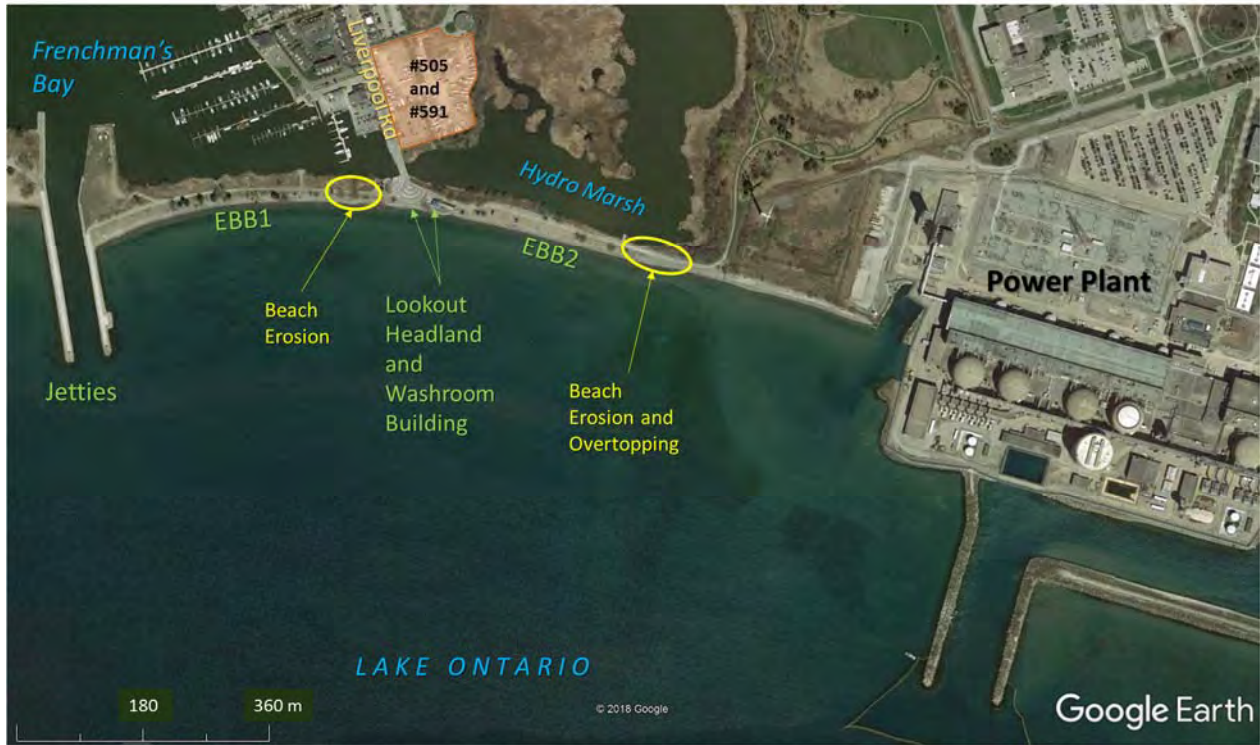 Frenchman's
Bay
Liverpool Rd
#505
and
#591
Hydro Marsh
EBB1
EBB2
Power Plant
Beach
Erosion
Lookout
Headland
and
Washroom
Building
Jetties
Beach
Erosion and
Overtopping
LAKE ONTARIO
180
360 m
© 2018 Google
Google Earth